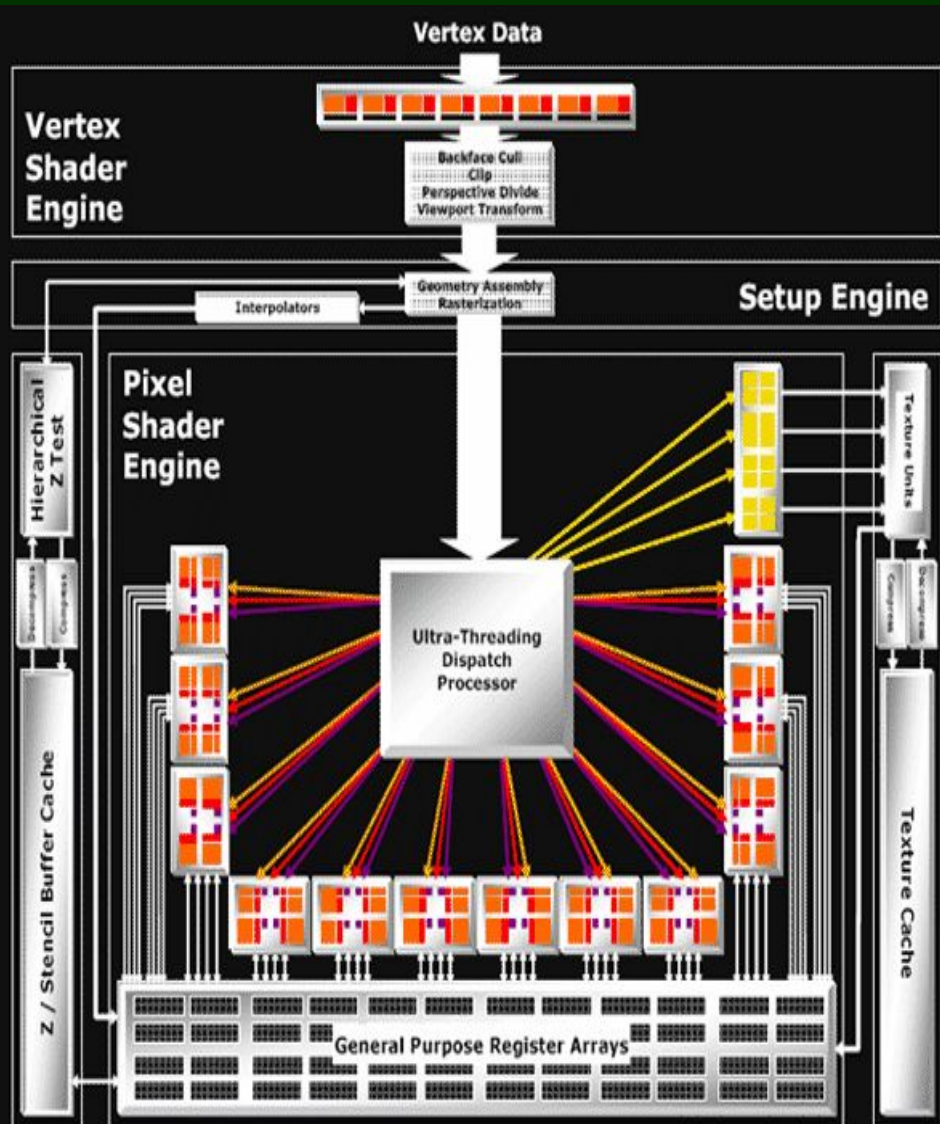 Vertex Data
Vertex
Shader
Engine
Backface Cull
Clip
Perspective Divide
Viewport Transform
Geometry Assembly
Rasterization
Interpolators
Setup Engine
Hierarchical
Z Test
Pixel
Shader
Engine
Texture Units
Decompress
Compress
Compress
Decompress
Ultra-Threading
Dispatch
Processor
Z / Stencil Buffer Cache
Texture Cache
General Purpose Register Arrays